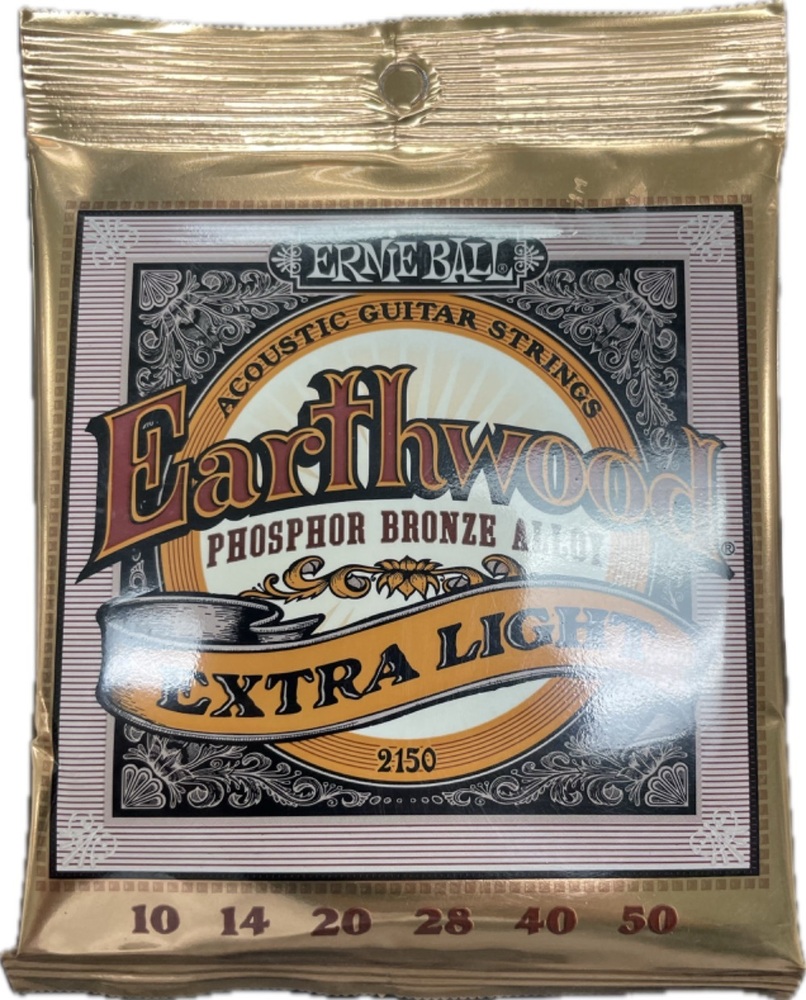 ERNIE BALL®
ACOUSTIC GUITAR STRINGS
Earthwood®
PHOSPHOR BRONZE ALLOY
EXTRA LIGHT
2150
10 14 20 28 40 50